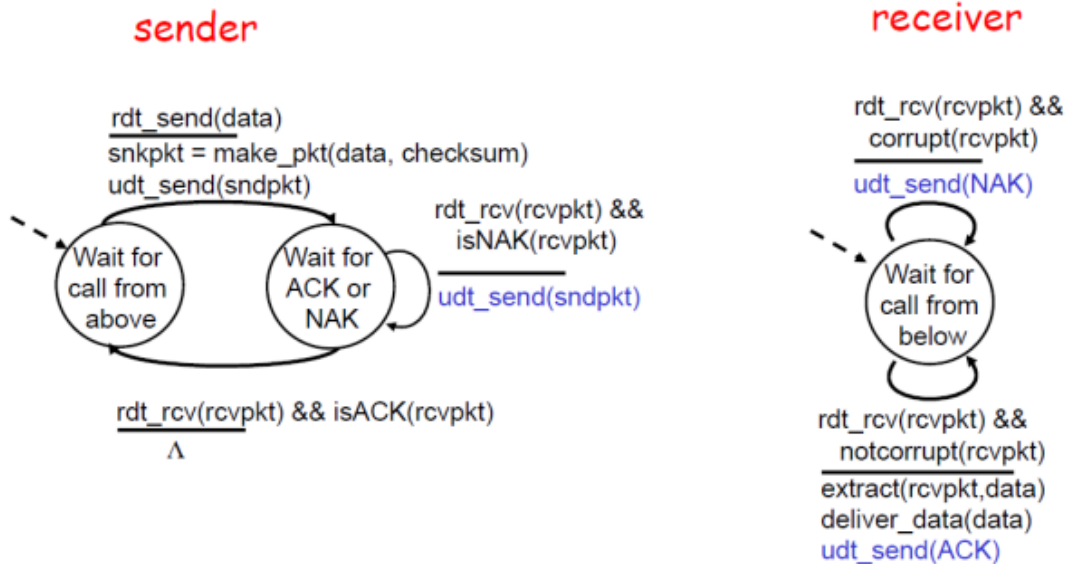 sender
rdt_send(data)
snkpkt = make_pkt(data, checksum)
udt_send(sndpkt)
Wait for
call from
above
Wait for
ACK or
NAK
rdt_rcv(rcvpkt) &&
isNAK(rcvpkt)
udt_send(sndpkt)
rdt_rcv(rcvpkt) && isACK(rcvpkt)
Λ
receiver
rdt_rcv(rcvpkt) &&
corrupt(rcvpkt)
udt_send(NAK)
Wait for
call from
below
rdt_rcv(rcvpkt) &&
notcorrupt(rcvpkt)
extract(rcvpkt,data)
deliver_data(data)
udt_send(ACK)